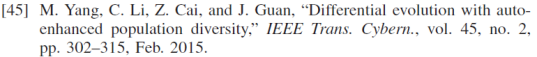 [45] M. Yang, C. Li, Z. Cai, and J. Guan, “Differential evolution with auto-
enhanced population diversity,” IEEE Trans. Cybern., vol. 45, no. 2,
pp. 302–315, Feb. 2015.